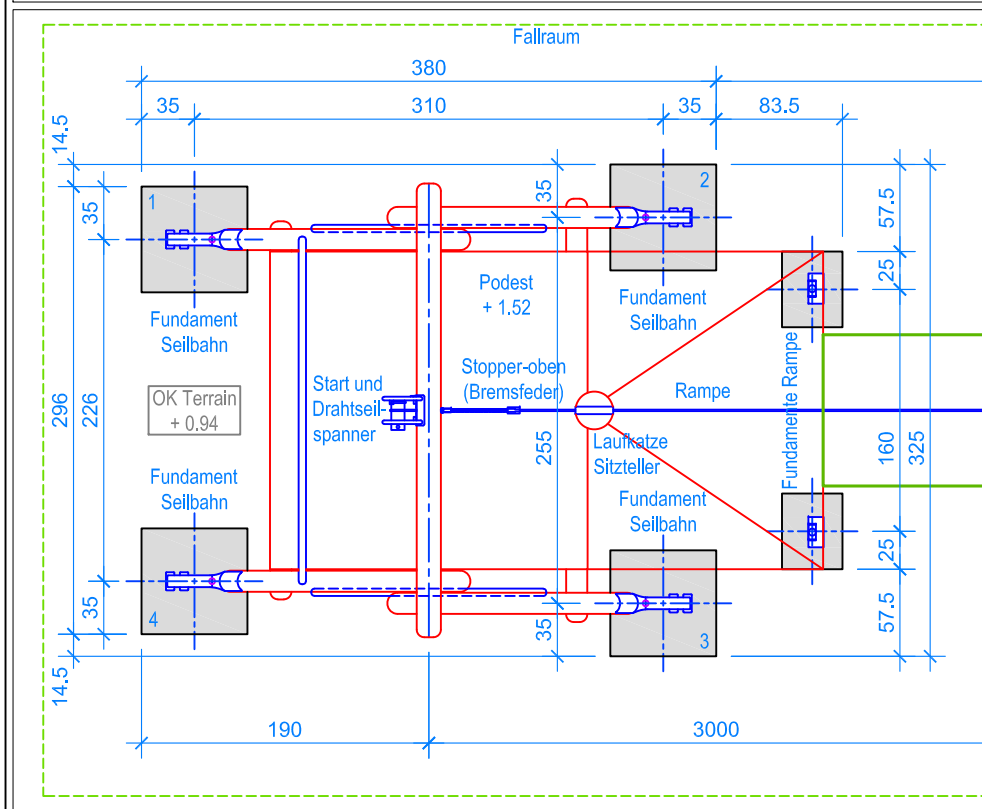 Fallraum
380
35
310
35
83.5
14.5
35
296
226
35
14.5
1
2
35
57.5
25
Podest
+ 1.52
Fundament
Seilbahn
Fundament
Seilbahn
Start und
Drahtseil-
spanner
Stopper-oben
(Bremsfeder)
Rampe
Fundamente Rampe
OK Terrain
+ 0.94
255
Laufkatze
Sitzteller
160
325
Fundament
Seilbahn
Fundament
Seilbahn
25
4
3
35
57.5
190
3000